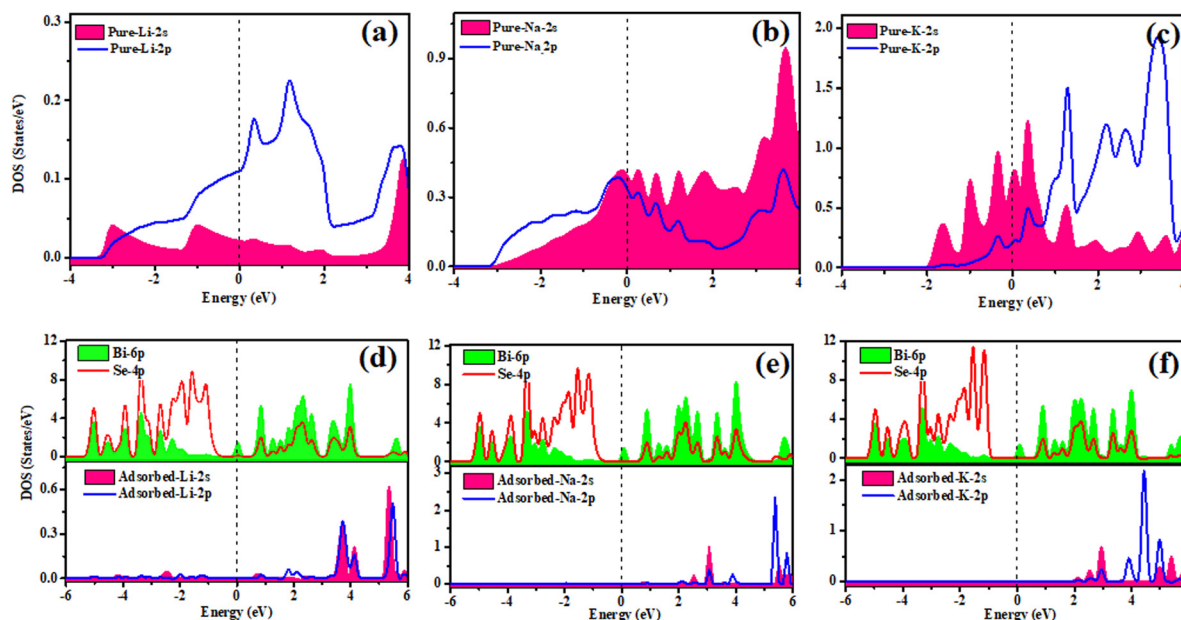 (a)
Pure-Li-2s
Pure-Li-2p
DOS (States/eV)
0.3
0.2
0.1
0.0
-4 -2 0 2 4
Energy (eV)
(b)
Pure-Na-2s
Pure-Na 2p
0.9
0.6
0.3
0.0
-4 -2 0 2 4
Energy (eV)
(c)
Pure-K-2s
Pure-K-2p
2.0
1.5
1.0
0.5
0.0
-4 -2 0 2 4
Energy (eV)
(d)
Bi-6p
Se-4p
DOS (States/eV)
12
8
4
0
Adsorbed-Li-2s
Adsorbed-Li-2p
0.6
0.3
0.0
-6 -4 -2 0 2 4 6
Energy (eV)
(e)
Bi-6p
Se-4p
12
8
4
0
Adsorbed-Na-2s
Adsorbed-Na-2p
3
2
1
0
-6 -4 -2 0 2 4 6
Energy (eV)
(f)
Bi-6p
Se-4p
12
8
4
0
Adsorbed-K-2s
Adsorbed-K-2p
2
1
0
-6 -4 -2 0 2 4
Energy (eV)